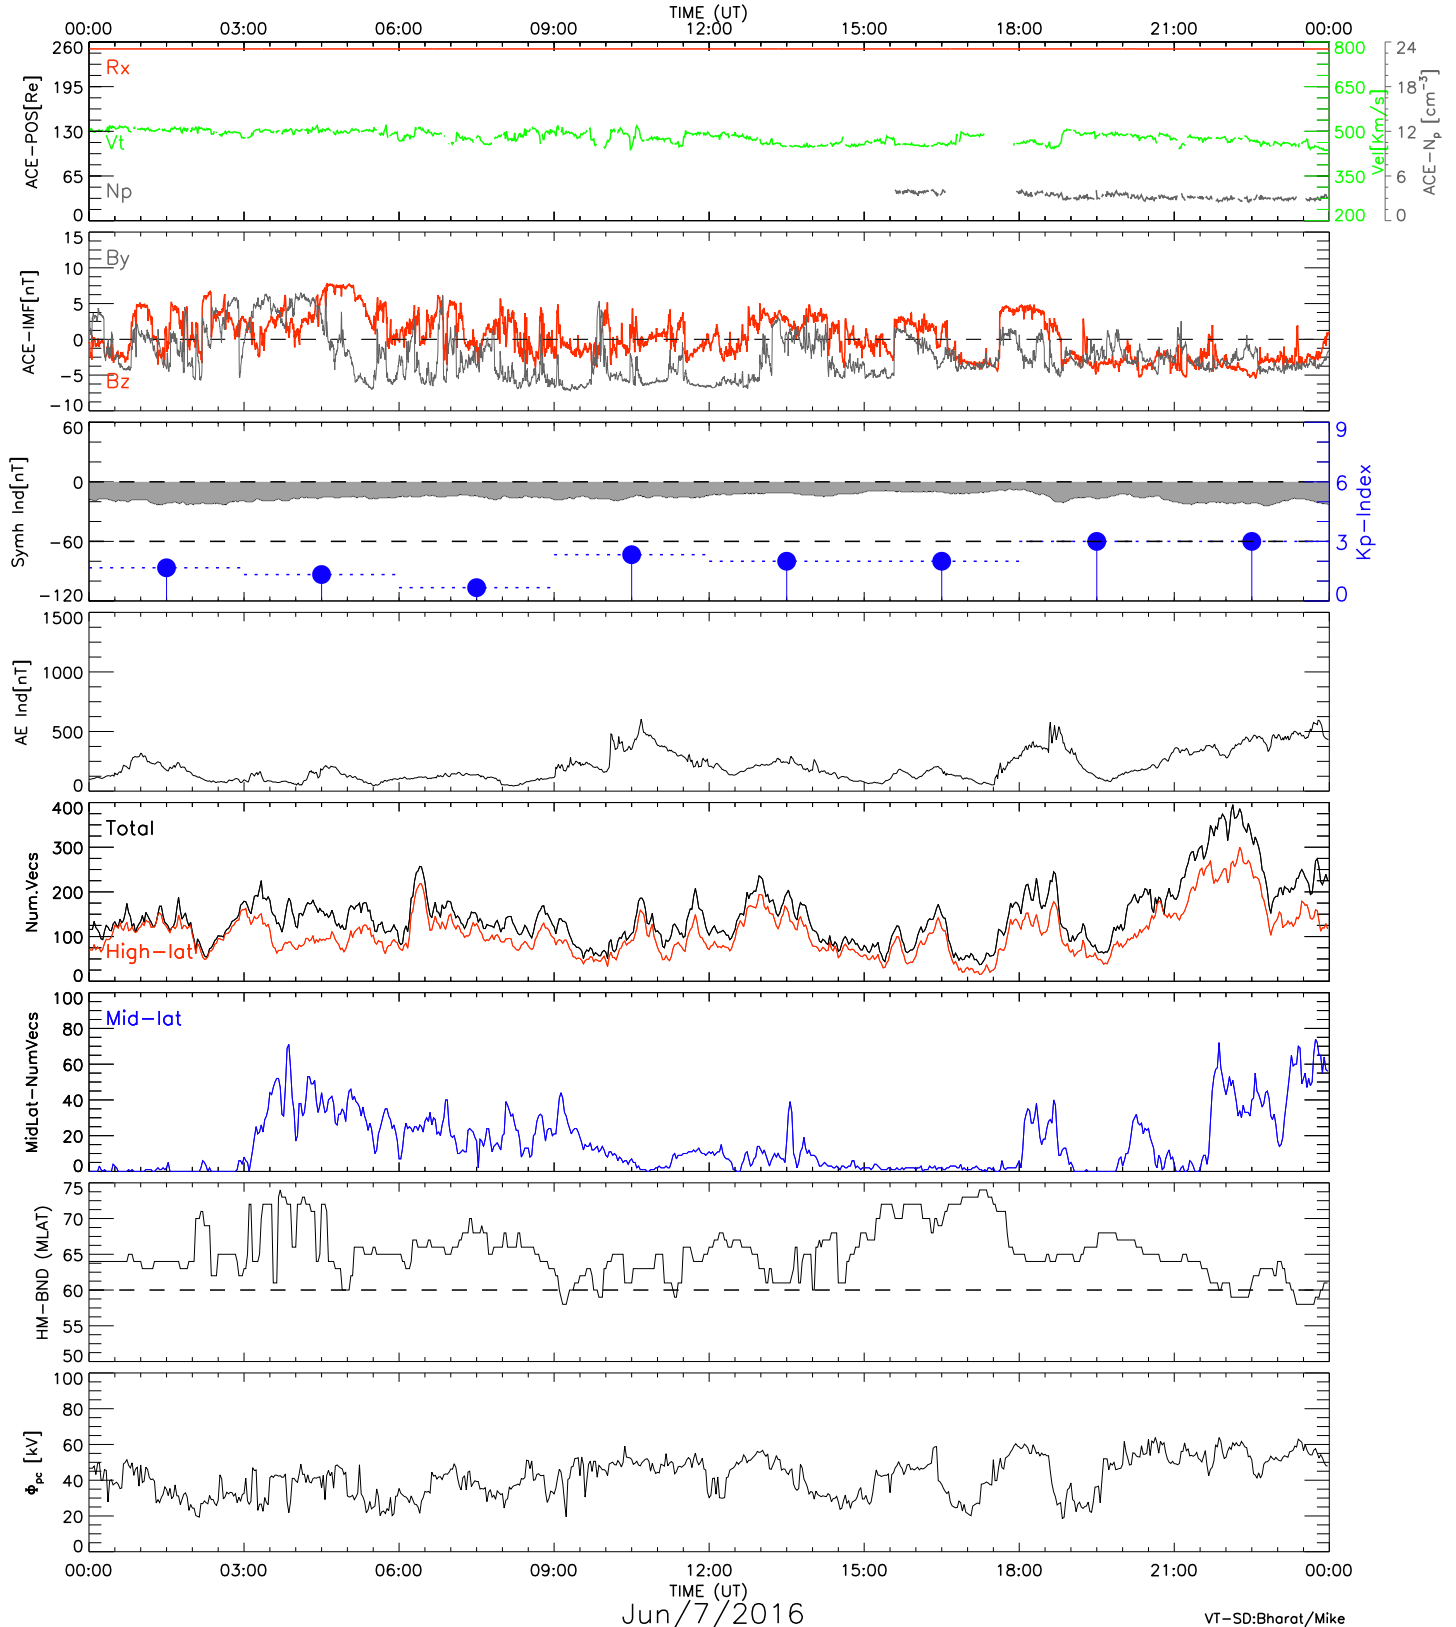 TIME (UT)
00:00 03:00 06:00 09:00 12:00 15:00 18:00 21:00 00:00
ACE-POS[Re]
260 195 130 65 0
Rx
Vt
Np
800 650 500 350 200
Vel[Km/s]
24 18 12 6 0
ACE-Np [cm-3]
ACE-IMF[nT]
15 10 5 0 -5 -10
By
Bz
Symh Ind[nT]
60 0 -60 -120
9 6 3 0
Kp-Index
AE Ind[nT]
1500 1000 500 0
Num.Vecs
400 300 200 100 0
Total
High-lat
MidLat-NumVecs
100 80 60 40 20 0
Mid-lat
HM-BND (MLAT)
75 70 65 60 55 50
Φpc [kV]
100 80 60 40 20 0
00:00 03:00 06:00 09:00 12:00 15:00 18:00 21:00 00:00
TIME (UT)
Jun/7/2016
VT-SD:Bharat/Mike